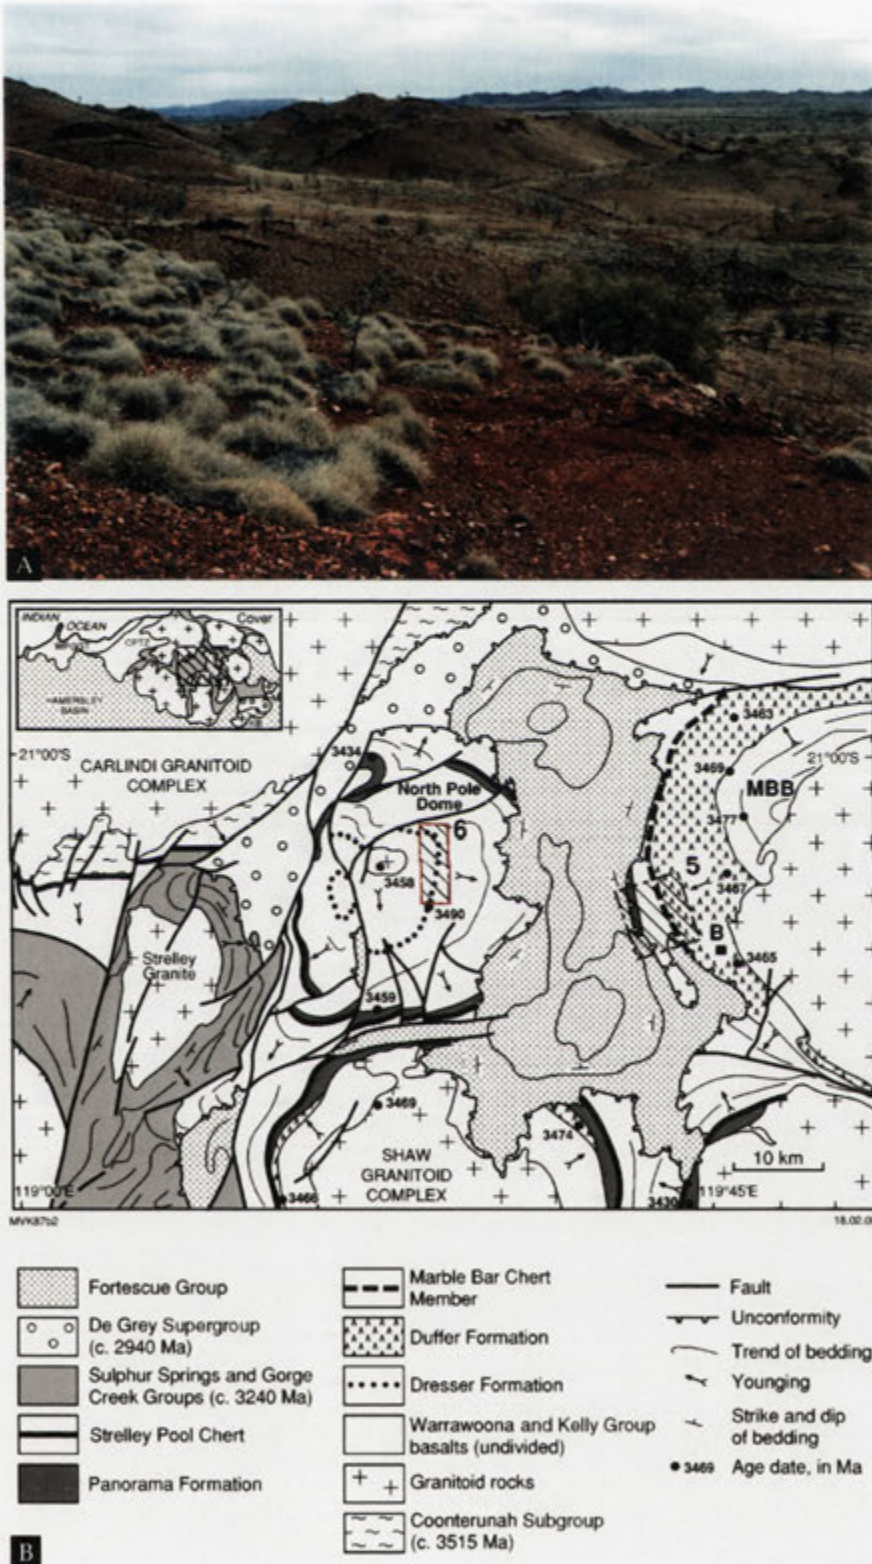 A
INDIAN
OCEAN
Cover
BASIN
21°00'S
CARLINDI GRANITOID
COMPLEX
3434
North Pole
Dome
6
3458
3490
3463
3469
MBB
21°00'S
3477
5
3467
B
3465
Strelley
Granite
3459
3469
SHAW
GRANITOID
COMPLEX
3474
3466
3430
10 km
119°00'E
119°45'E
MVK87b2
Fortescue Group
De Grey Supergroup
(c. 2940 Ma)
Sulphur Springs and Gorge
Creek Groups (c. 3240 Ma)
Strelley Pool Chert
Panorama Formation
Marble Bar Chert
Member
Duffer Formation
Dresser Formation
Warrawoona and Kelly Group
basalts (undivided)
Granitoid rocks
Coonterunah Subgroup
(c. 3515 Ma)
Fault
Unconformity
Trend of bedding
Younging
Strike and dip
of bedding
3469 Age date, in Ma
B